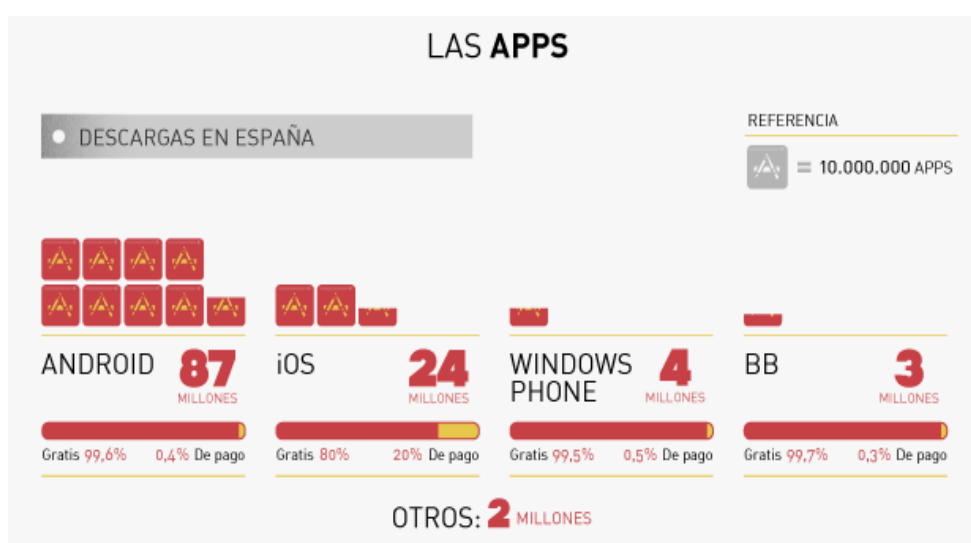 LAS APPS
DESCARGAS EN ESPAÑA
REFERENCIA
= 10.000.000 APPS
ANDROID 87 MILLONES
Gratis 99,6% 0,4% De pago
iOS 24 MILLONES
Gratis 80% 20% De pago
WINDOWS PHONE 4 MILLONES
Gratis 99,5% 0,5% De pago
BB 3 MILLONES
Gratis 99,7% 0,3% De pago
OTROS: 2 MILLONES